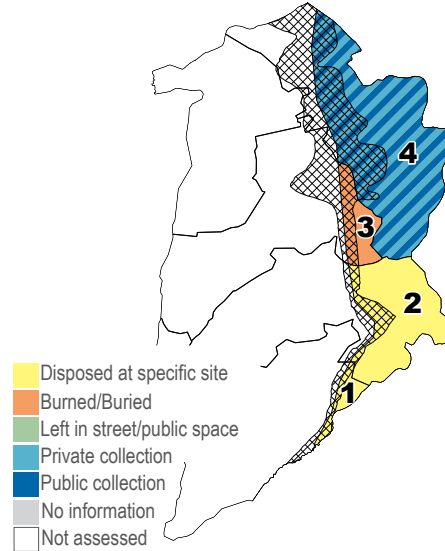 4
3
2
1
Disposed at specific site
Burned/Buried
Left in street/public space
Private collection
Public collection
No information
Not assessed